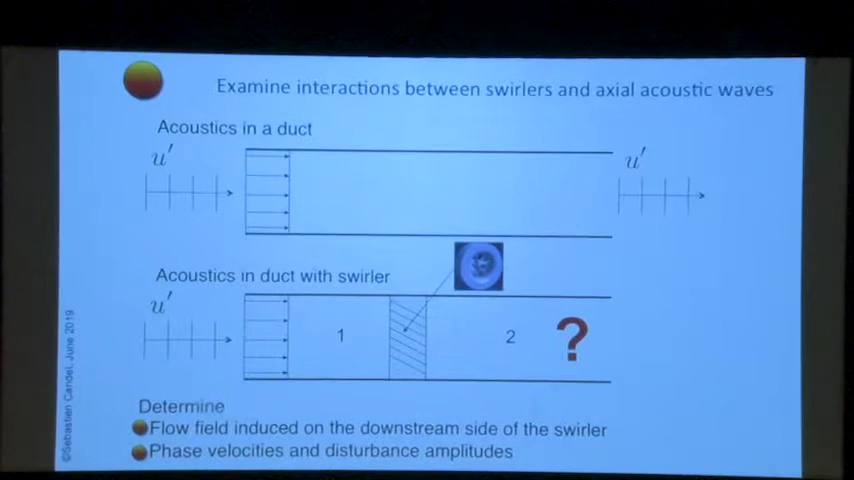 Examine interactions between swirlers and axial acoustic waves
Acoustics in a duct
u'
u'
Acoustics in duct with swirler
u'
1
2
?
Determine
Flow field induced on the downstream side of the swirler
Phase velocities and disturbance amplitudes
©Sebastien Candel, June 2019